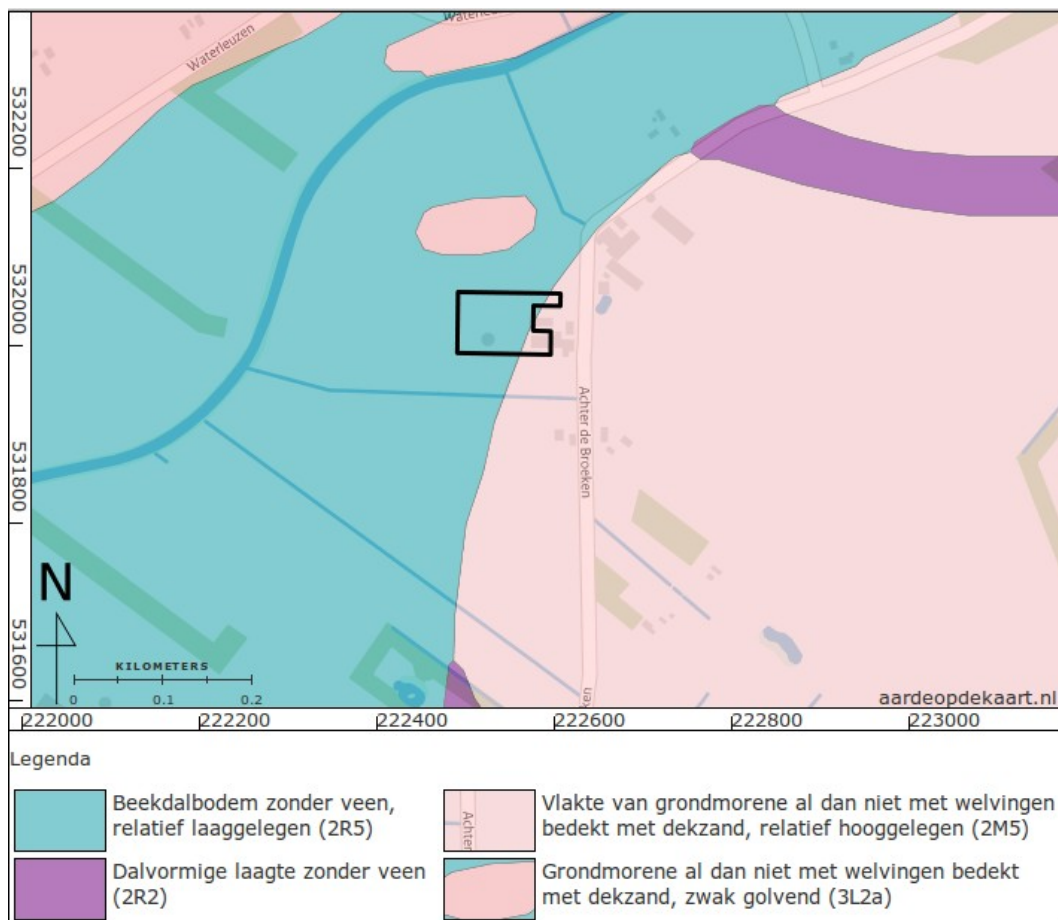 Waterleuzen
Waterleuzen
532200
532000
531800
531600
Achter de Broeken
N
KILOMETERS
0 0.1 0.2
ken
aardeopdekaart.nl
222000 222200 222400 222600 222800 223000
Legenda
Beekdalbodem zonder veen,
relatief laaggelegen (2R5)
Vlakte van grondmorene al dan niet met welvingen
bedekt met dekzand, relatief hooggelegen (2M5)
Achter
Dalvormige laagte zonder veen
(2R2)
Grondmorene al dan niet met welvingen bedekt
met dekzand, zwak golvend (3L2a)